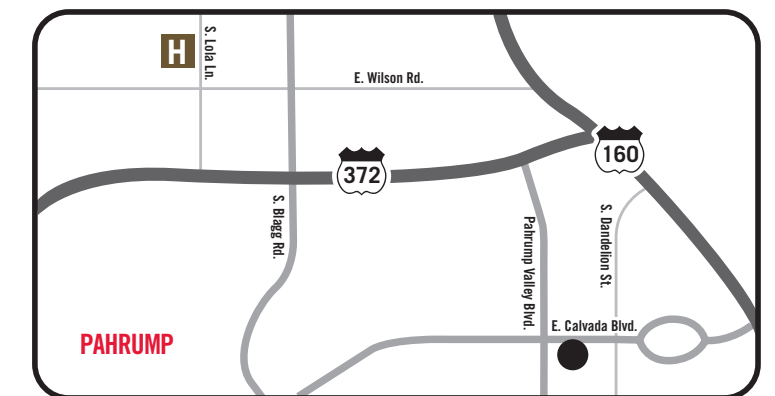 H
S. Lola Ln.
E. Wilson Rd.
372
160
S. Blagg Rd.
Pahrump Valley Blvd.
S. Dandelion St.
E. Calvada Blvd.
PAHRUMP